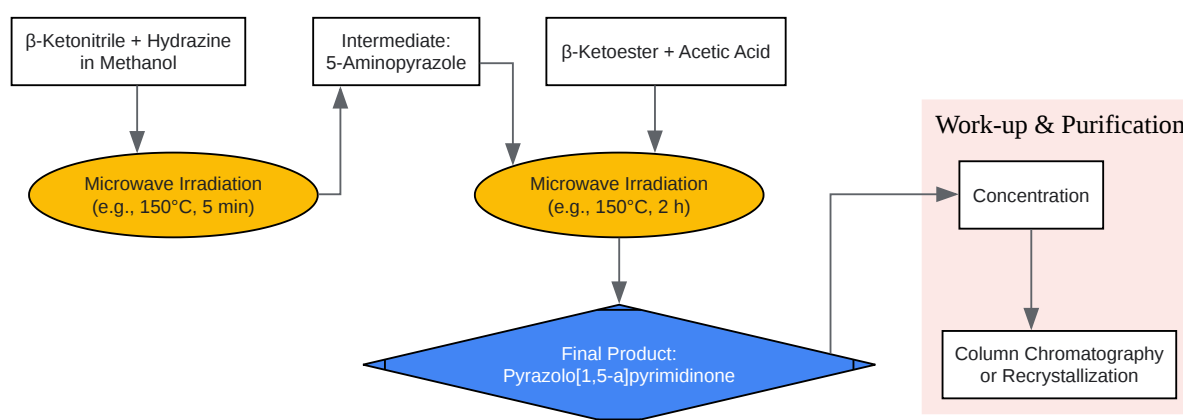 β-Ketonitrile + Hydrazine
in Methanol
Intermediate:
5-Aminopyrazole
β-Ketoester + Acetic Acid
Work-up & Purification
Microwave Irradiation
(e.g., 150°C, 5 min)
Microwave Irradiation
(e.g., 150°C, 2 h)
Concentration
Final Product:
Pyrazolo[1,5-a]pyrimidinone
Column Chromatography
or Recrystallization